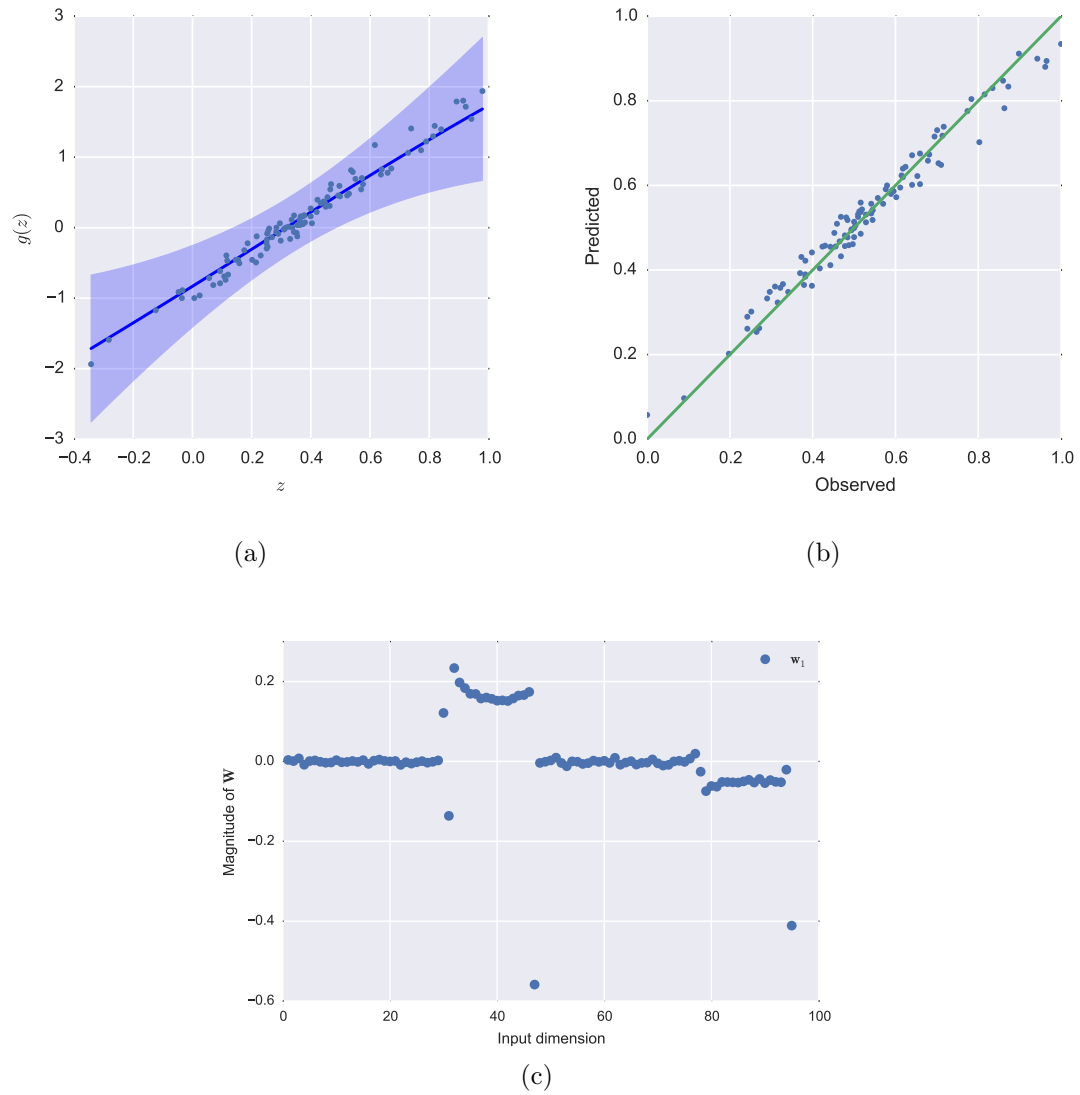 3
2
1
0
−1
−2
−3
g(z)
−0.4 −0.2 0.0 0.2 0.4 0.6 0.8 1.0
z
(a)
1.0
0.8
0.6
0.4
0.2
0.0
Predicted
0.0 0.2 0.4 0.6 0.8 1.0
Observed
(b)
w₁
0.2
0.0
−0.2
−0.4
−0.6
Magnitude of W
0 20 40 60 80 100
Input dimension
(c)